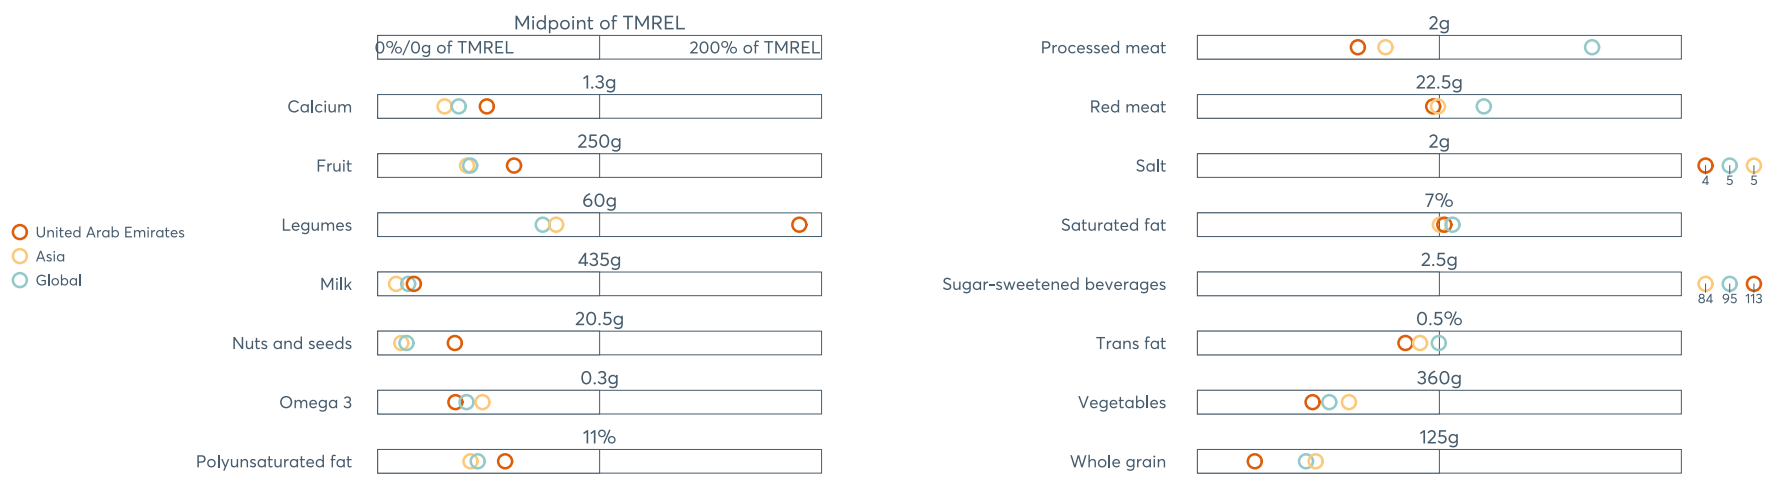 Midpoint of TMREL
0%/0g of TMREL 200% of TMREL
1.3g
Calcium
250g
Fruit
60g
Legumes
435g
Milk
20.5g
Nuts and seeds
0.3g
Omega 3
11%
Polyunsaturated fat
United Arab Emirates
Asia
Global
2g
Processed meat
22.5g
Red meat
2g
Salt
4 5 5
7%
Saturated fat
2.5g
Sugar-sweetened beverages
84 95 113
0.5%
Trans fat
360g
Vegetables
125g
Whole grain